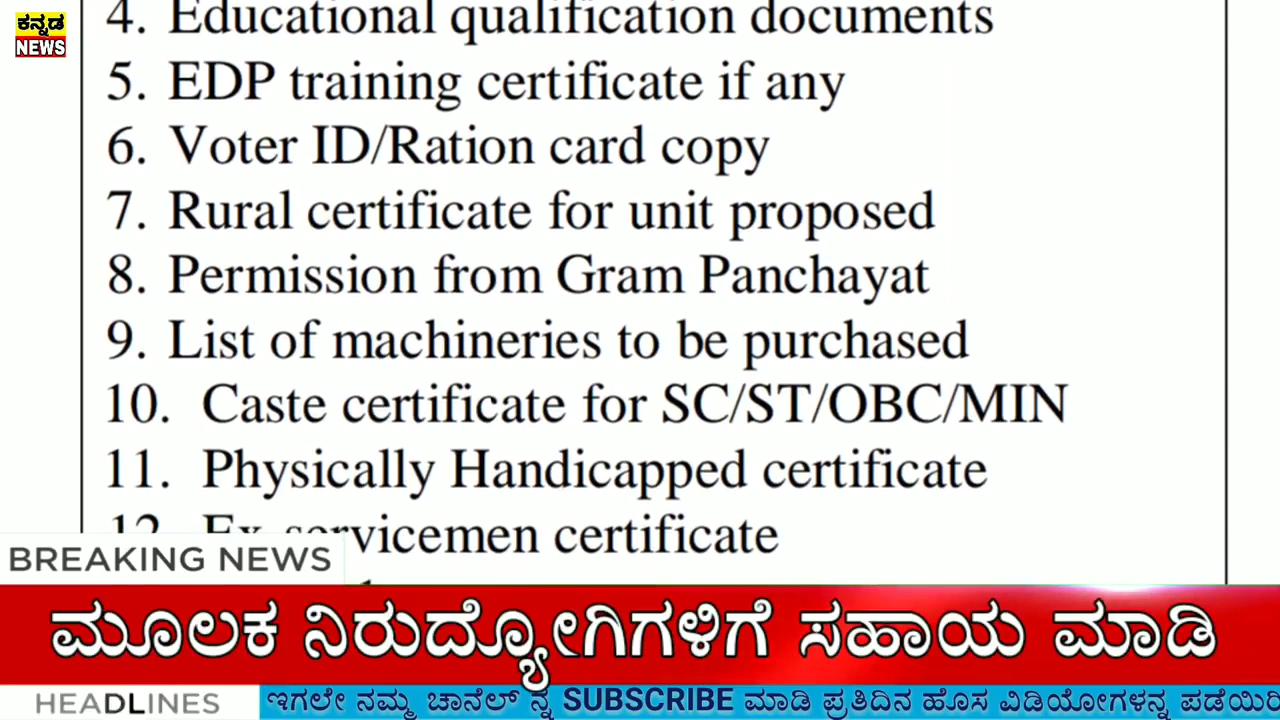 ಕನ್ನಡ
NEWS
4. Educational qualification documents
5. EDP training certificate if any
6. Voter ID/Ration card copy
7. Rural certificate for unit proposed
8. Permission from Gram Panchayat
9. List of machineries to be purchased
10. Caste certificate for SC/ST/OBC/MIN
11. Physically Handicapped certificate
12. Ex-servicemen certificate
BREAKING NEWS
ಮೂಲಕ ನಿರುದ್ಯೋಗಿಗಳಿಗೆ ಸಹಾಯ ಮಾಡಿ
HEADLINES
ಇಗಲೇ ನಮ್ಮ ಚಾನೆಲ್ ನ್ನ SUBSCRIBE ಮಾಡಿ ಪ್ರತಿದಿನ ಹೊಸ ವಿಡಿಯೋಗಳನ್ನ